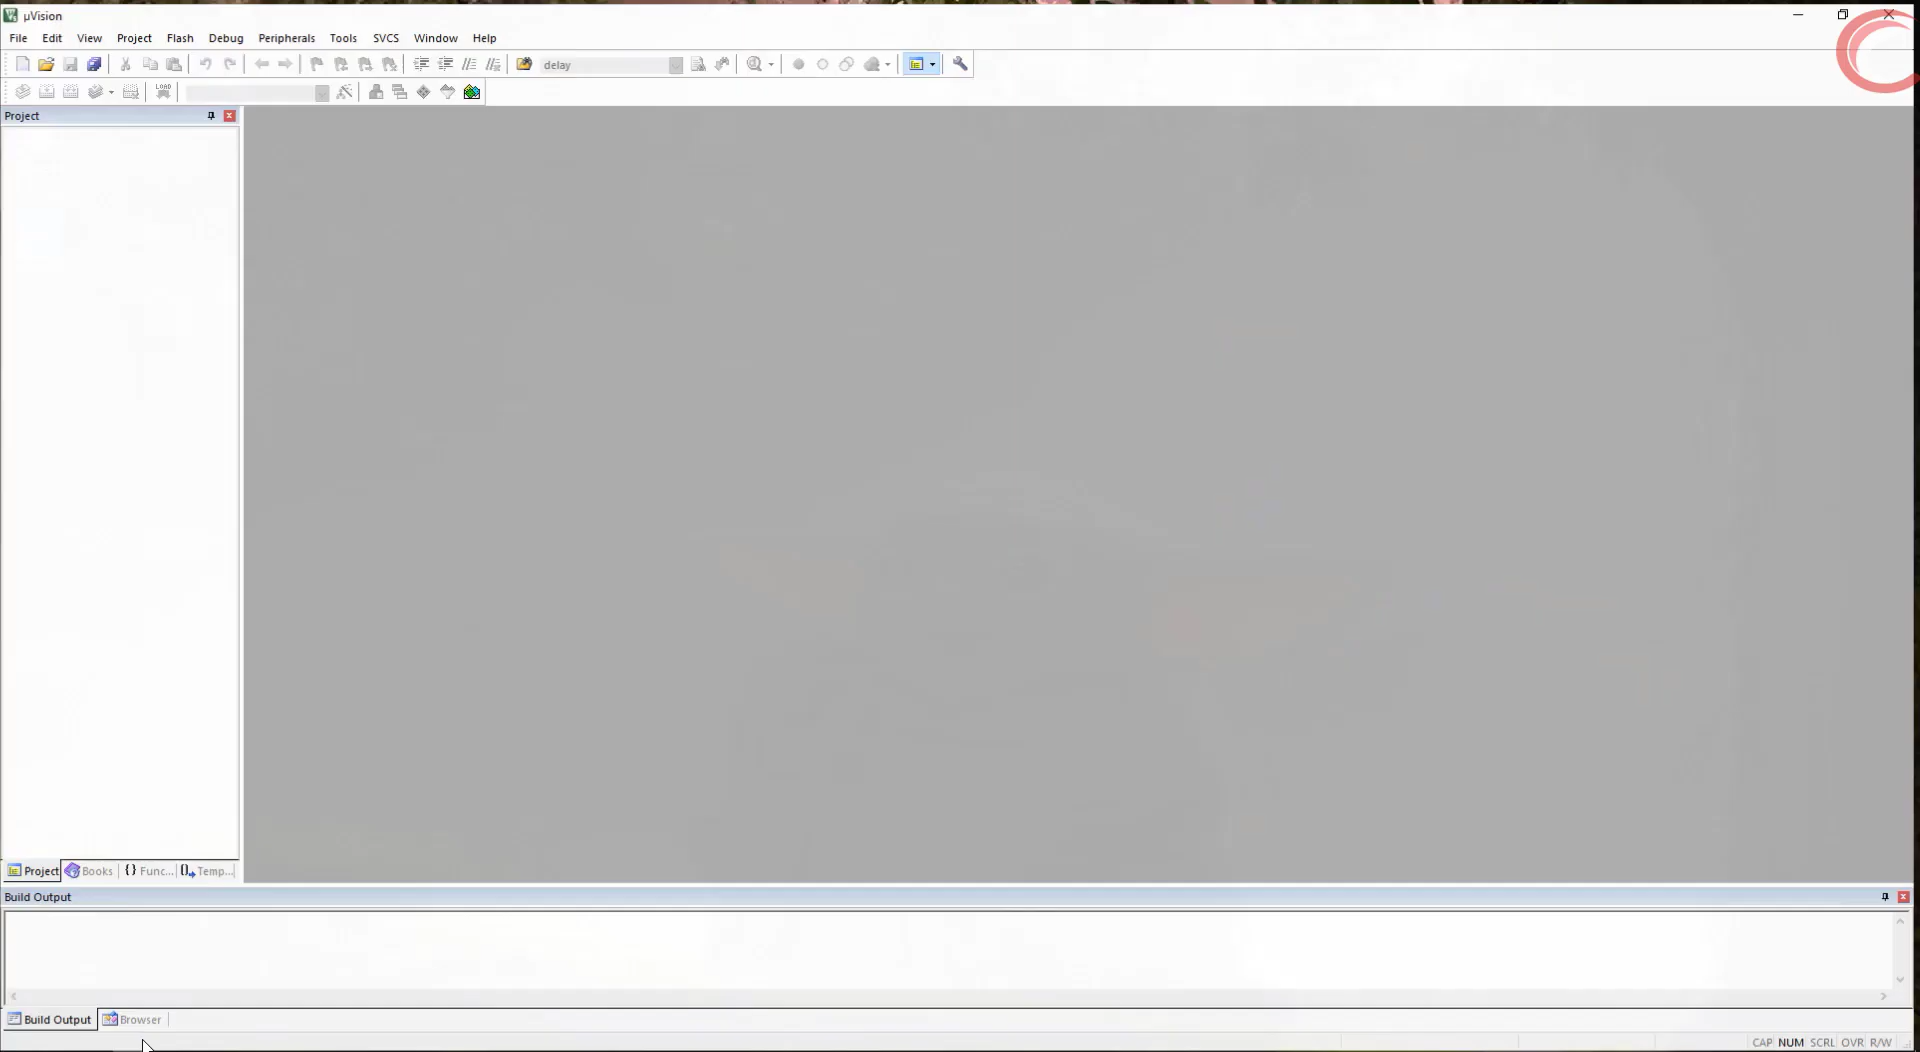 µVision
File Edit View Project Flash Debug Peripherals Tools SVCS Window Help
delay
LOAD
Project
Project Books {} Func... Temp...
Build Output
Build Output Browser
CAP NUM SCRL OVR R/W